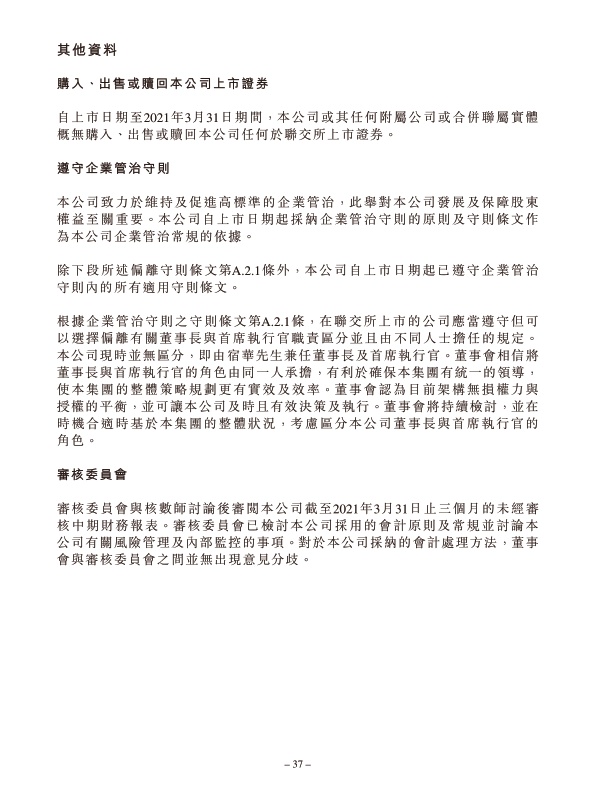 其他資料
購入、出售或贖回本公司上市證券
自上市日期至2021年3月31日期間，本公司或其任何附屬公司或合併聯屬實體
概無購入、出售或贖回本公司任何於聯交所上市證券。
遵守企業管治守則
本公司致力於維持及促進高標準的企業管治，此舉對本公司發展及保障股東
權益至關重要。本公司自上市日期起採納企業管治守則的原則及守則條文作
為本公司企業管治常規的依據。
除下段所述偏離守則條文第A.2.1條外，本公司自上市日期起已遵守企業管治
守則內的所有適用守則條文。
根據企業管治守則之守則條文第A.2.1條，在聯交所上市的公司應當遵守但可
以選擇偏離有關董事長與首席執行官職責區分並且由不同人士擔任的規定。
本公司現時並無區分，即由宿華先生兼任董事長及首席執行官。董事會相信將
董事長與首席執行官的角色由同一人承擔，有利於確保本集團有統一的領導，
使本集團的整體策略規劃更有實效及效率。董事會認為目前架構無損權力與
授權的平衡，並可讓本公司及時且有效決策及執行。董事會將持續檢討，並在
時機合適時基於本集團的整體狀況，考慮區分本公司董事長與首席執行官的
角色。
審核委員會
審核委員會與核數師討論後審閱本公司截至2021年3月31日止三個月的未經審
核中期財務報表。審核委員會已檢討本公司採用的會計原則及常規並討論本
公司有關風險管理及內部監控的事項。對於本公司採納的會計處理方法，董事
會與審核委員會之間並無出現意見分歧。
– 37 –